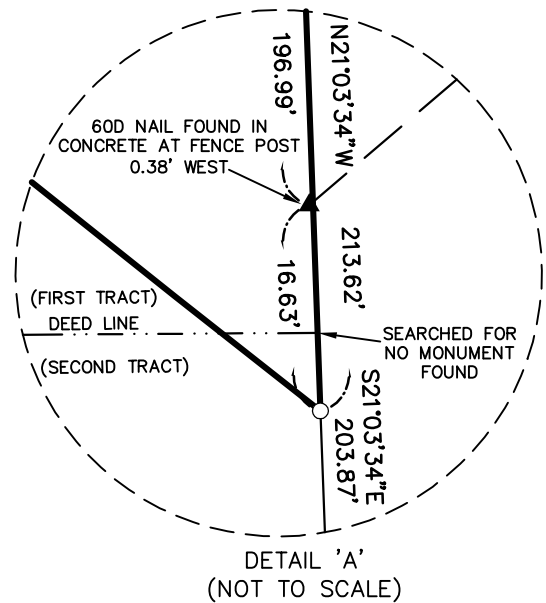 N21°03'34"W
196.99'
60D NAIL FOUND IN
CONCRETE AT FENCE POST
0.38' WEST
213.62'
16.63'
(FIRST TRACT)
DEED LINE
(SECOND TRACT)
SEARCHED FOR
NO MONUMENT
FOUND
S21°03'34"E
203.87'
DETAIL 'A'
(NOT TO SCALE)